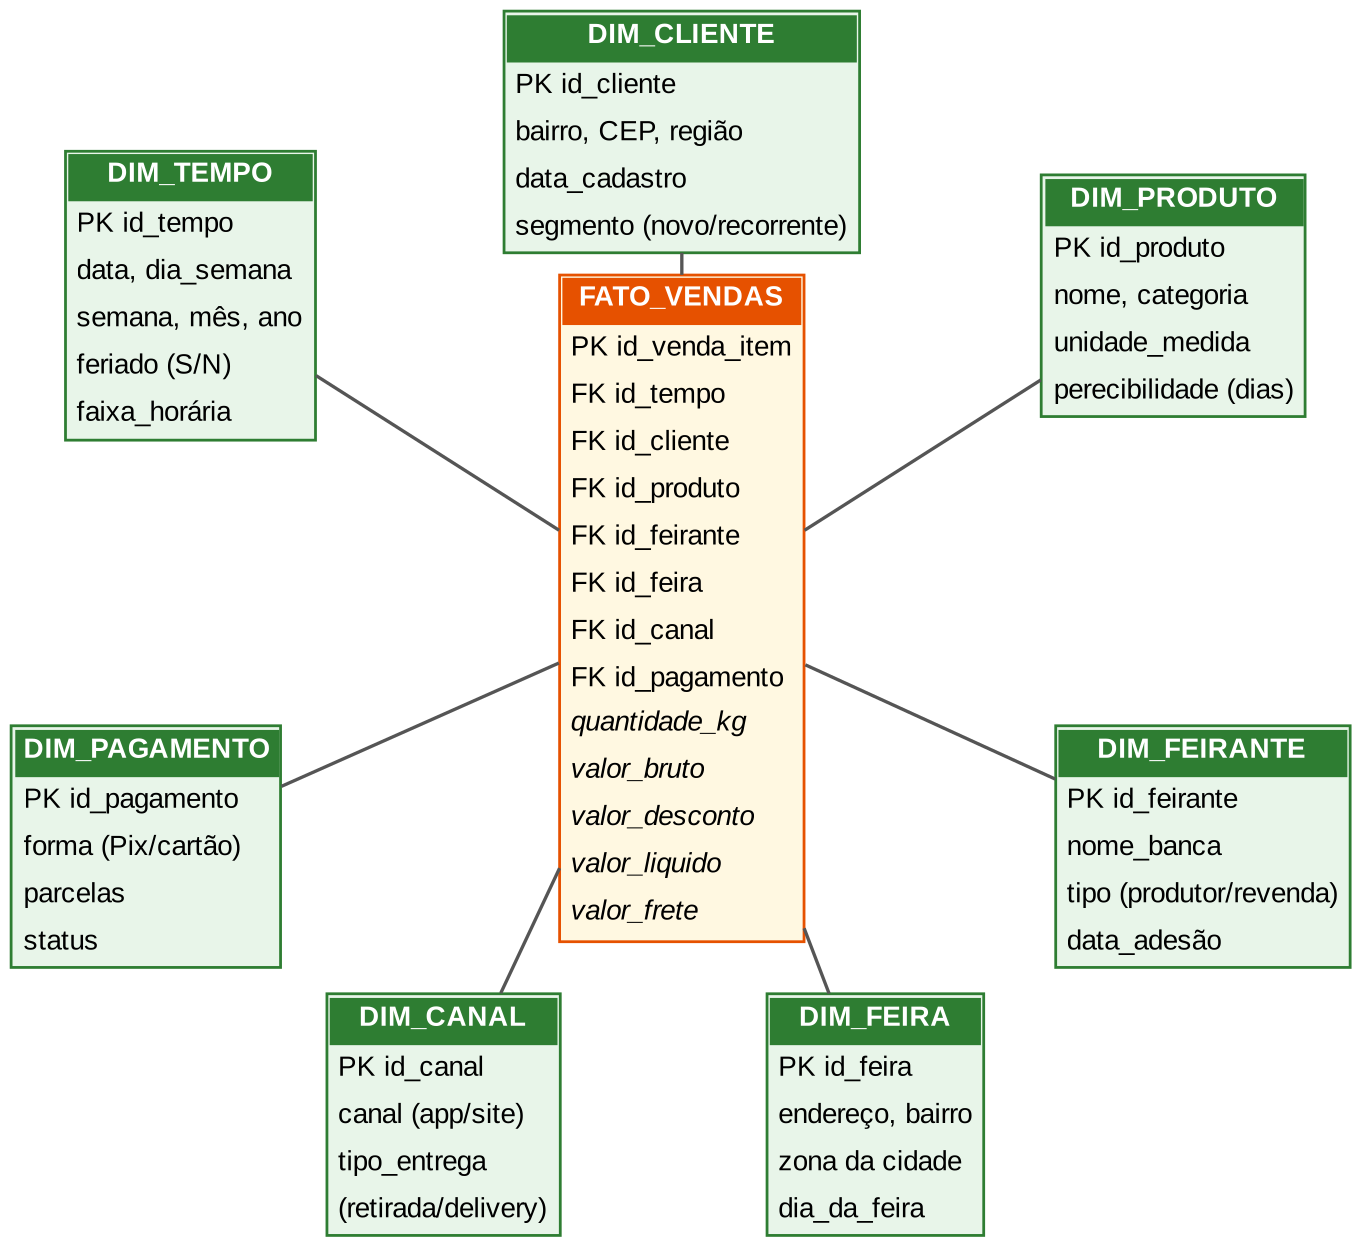 DIM_CLIENTE
PK id_cliente
bairro, CEP, região
data_cadastro
segmento (novo/recorrente)
DIM_TEMPO
PK id_tempo
data, dia_semana
semana, mês, ano
feriado (S/N)
faixa_horária
DIM_PRODUTO
PK id_produto
nome, categoria
unidade_medida
perecibilidade (dias)
FATO_VENDAS
PK id_venda_item
FK id_tempo
FK id_cliente
FK id_produto
FK id_feirante
FK id_feira
FK id_canal
FK id_pagamento
quantidade_kg
valor_bruto
valor_desconto
valor_liquido
valor_frete
DIM_PAGAMENTO
PK id_pagamento
forma (Pix/cartão)
parcelas
status
DIM_FEIRANTE
PK id_feirante
nome_banca
tipo (produtor/revenda)
data_adesão
DIM_CANAL
PK id_canal
canal (app/site)
tipo_entrega
(retirada/delivery)
DIM_FEIRA
PK id_feira
endereço, bairro
zona da cidade
dia_da_feira